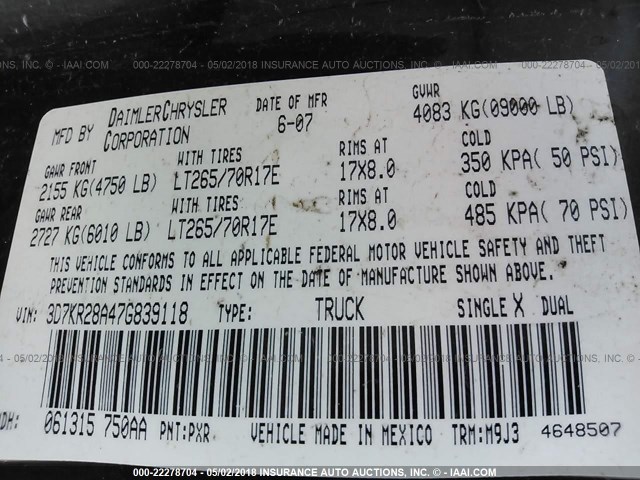 000-22278704 - 05/02/2018 INSURANCE AUTO AUCTIONS, INC. - © - IAAI.COM
MFD BY DAIMLERCHRYSLER CORPORATION DATE OF MFR 6-07 GVWR 4083 KG(09000 LB)
GAWR FRONT WITH TIRES RIMS AT COLD
2155 KG(4750 LB) LT265/70R17E 17X8.0 350 KPA( 50 PSI)
GAWR REAR WITH TIRES RIMS AT COLD
2727 KG(6010 LB) LT265/70R17E 17X8.0 485 KPA( 70 PSI)
THIS VEHICLE CONFORMS TO ALL APPLICABLE FEDERAL MOTOR VEHICLE SAFETY AND THEFT
PREVENTION STANDARDS IN EFFECT ON THE DATE OF MANUFACTURE SHOWN ABOVE.
VIN: 3D7KR28A47G839118 TYPE: TRUCK SINGLE X DUAL
MDH: 061315 750AA PNT:PXR VEHICLE MADE IN MEXICO TRM:M9J3 4648507
000-22278704 - 05/02/2018 INSURANCE AUTO AUCTIONS, INC. - © - IAAI.COM